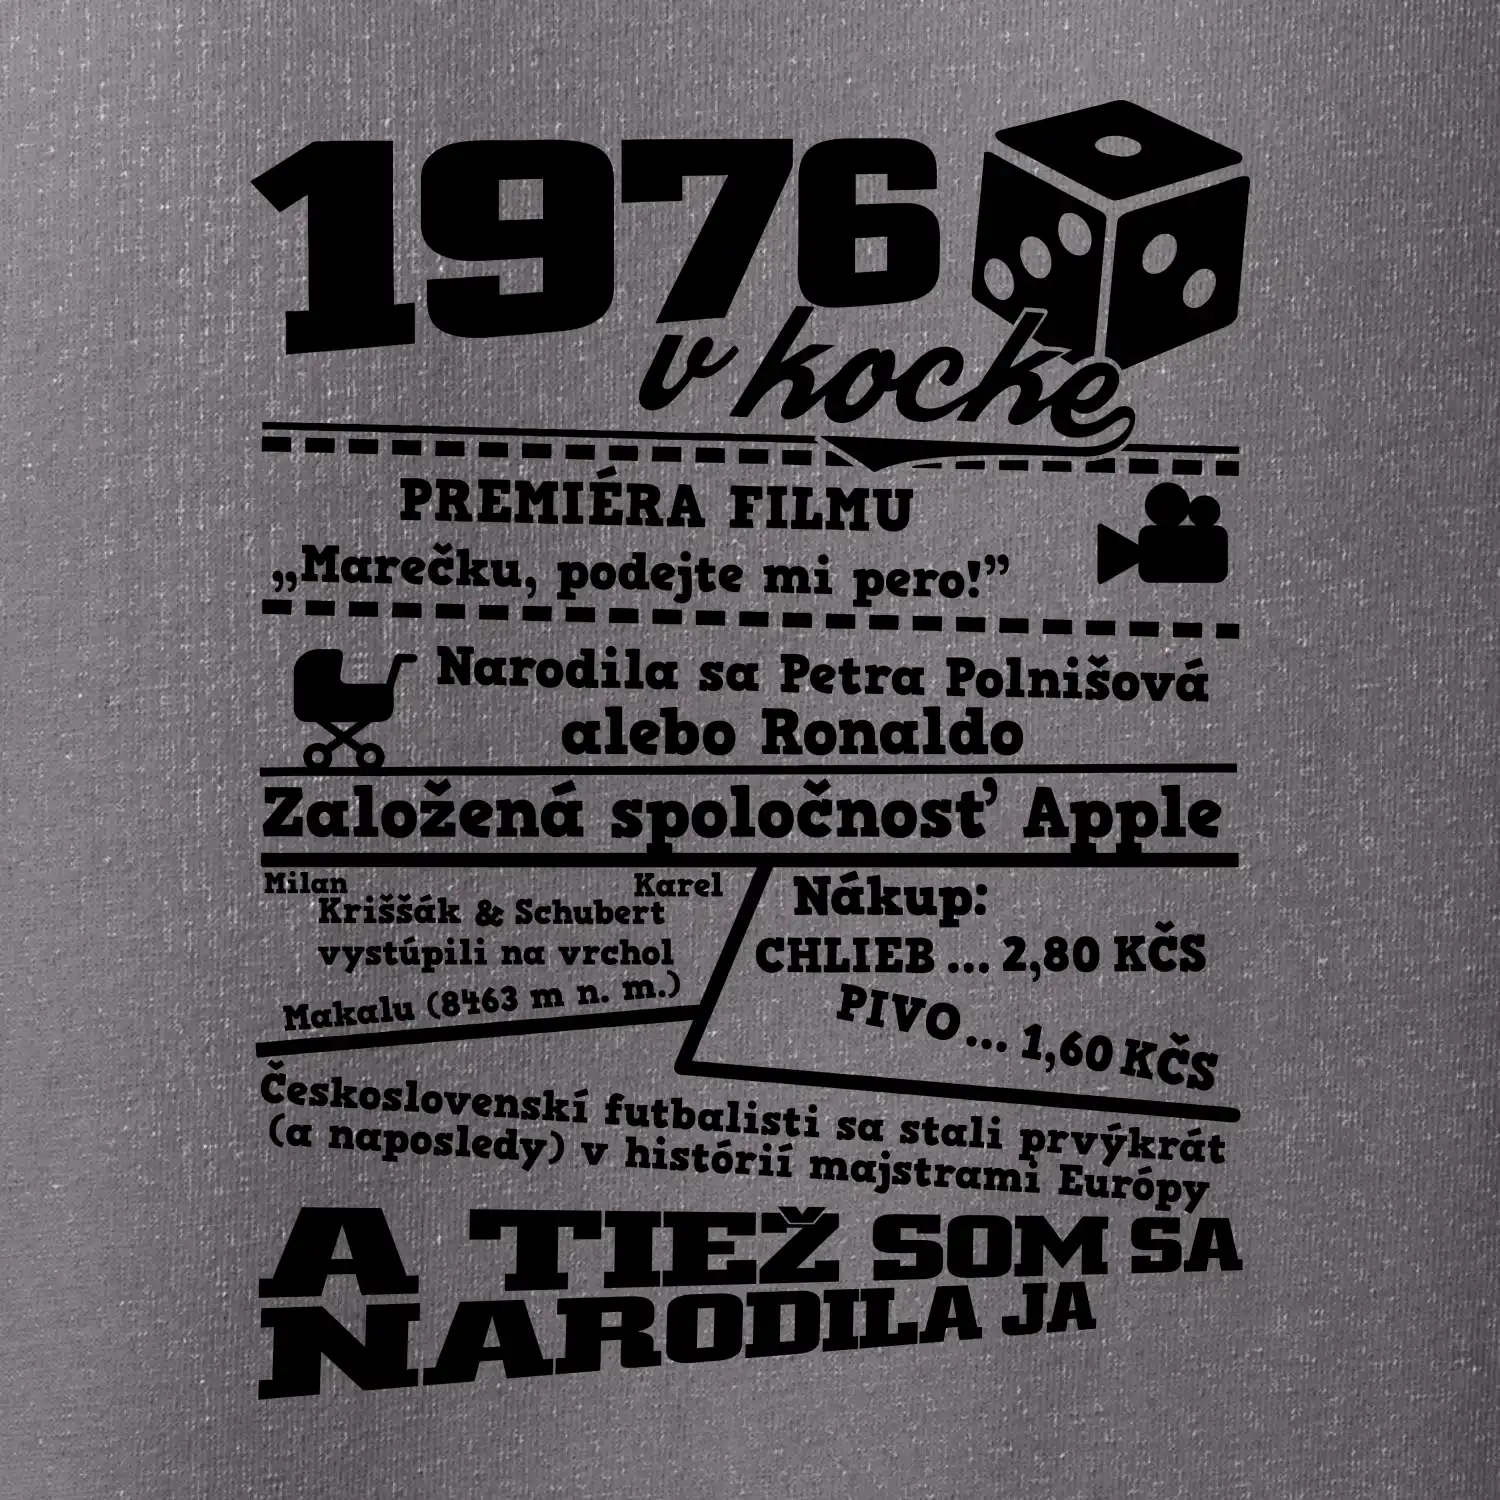 1976
v kocke
PREMIÉRA FILMU
„Marečku, podejte mi pero!”
Narodila sa Petra Polnišová
alebo Ronaldo
Založená spoločnosť Apple
Milan Karel
Kriššák & Schubert
vystúpili na vrchol
Makalu (8463 m n. m.)
Nákup:
CHLIEB ... 2,80 KČS
PIVO ... 1,60 KČS
Československí futbalisti sa stali prvýkrát
(a naposledy) v histórií majstrami Európy
A TIEŽ SOM SA
NARODILA JA